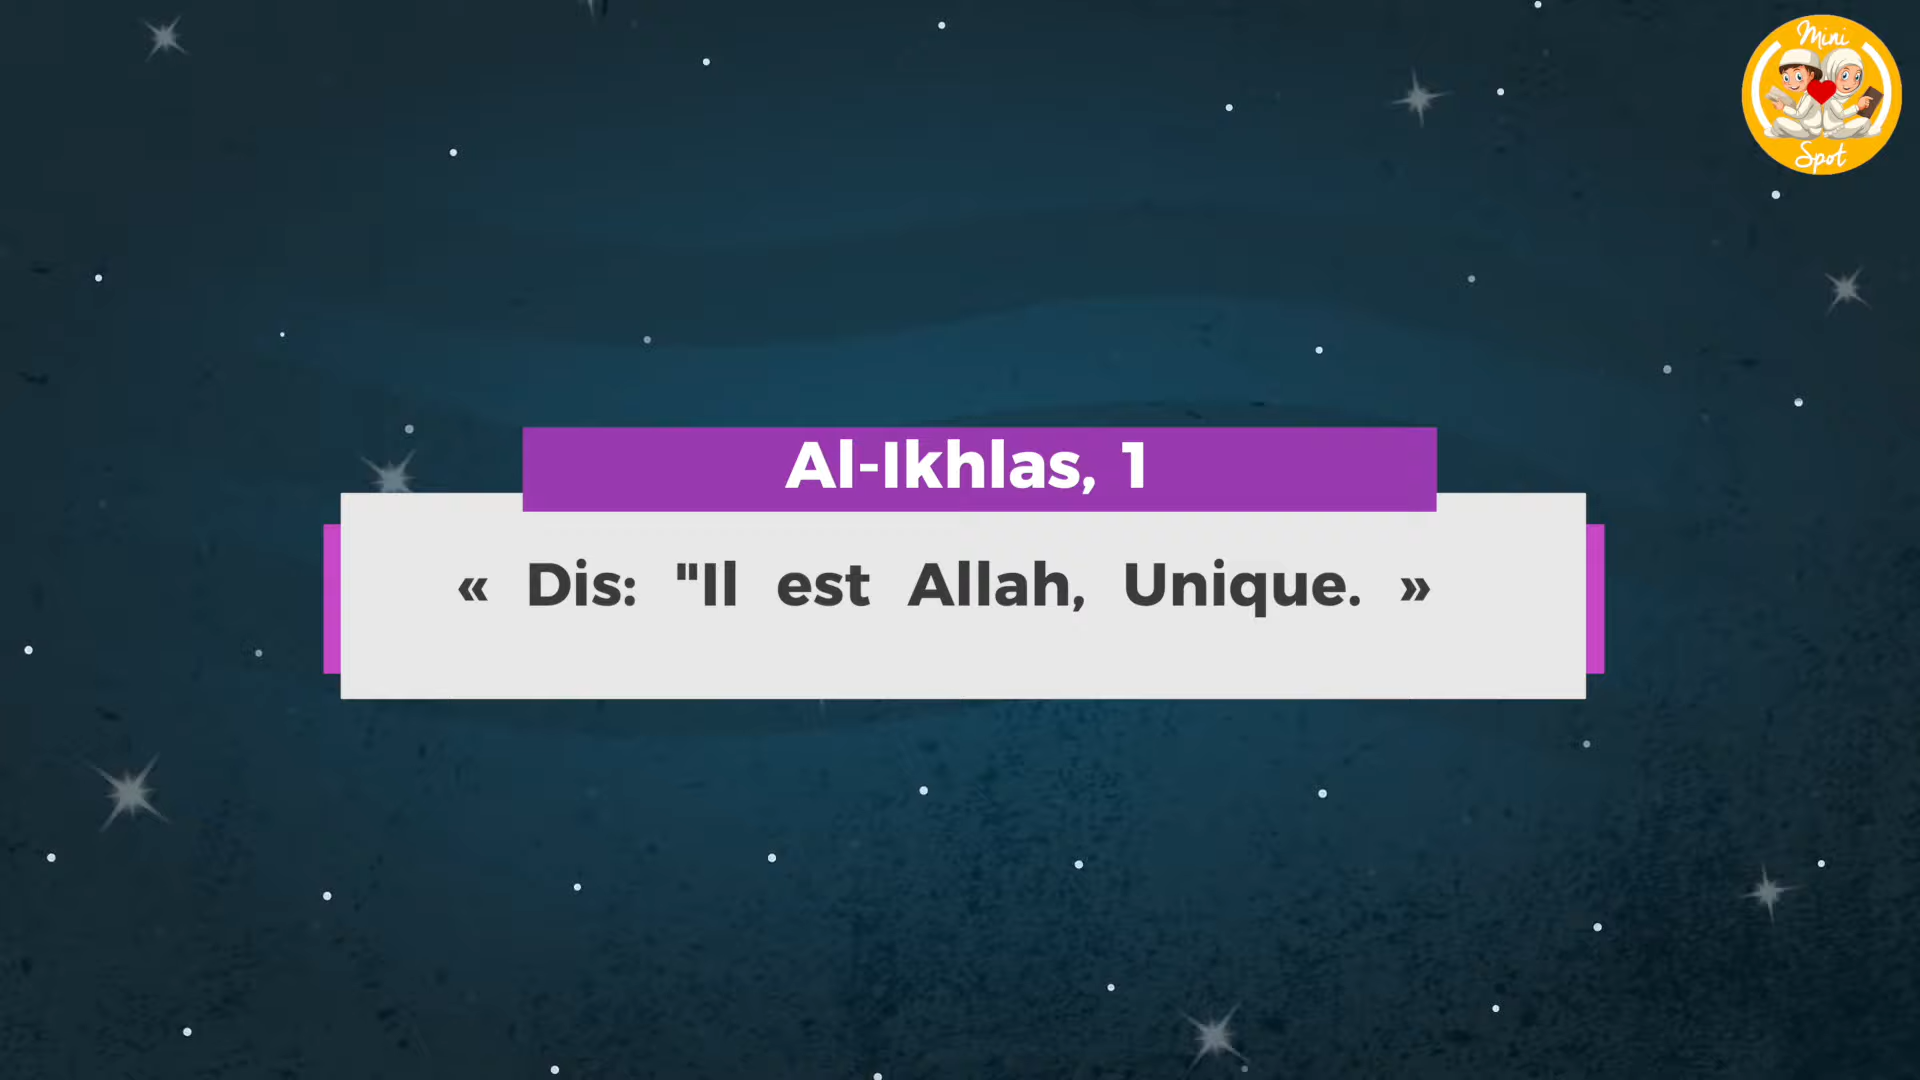 Mini
Spot
Al-Ikhlas, 1
« Dis: "Il est Allah, Unique. »